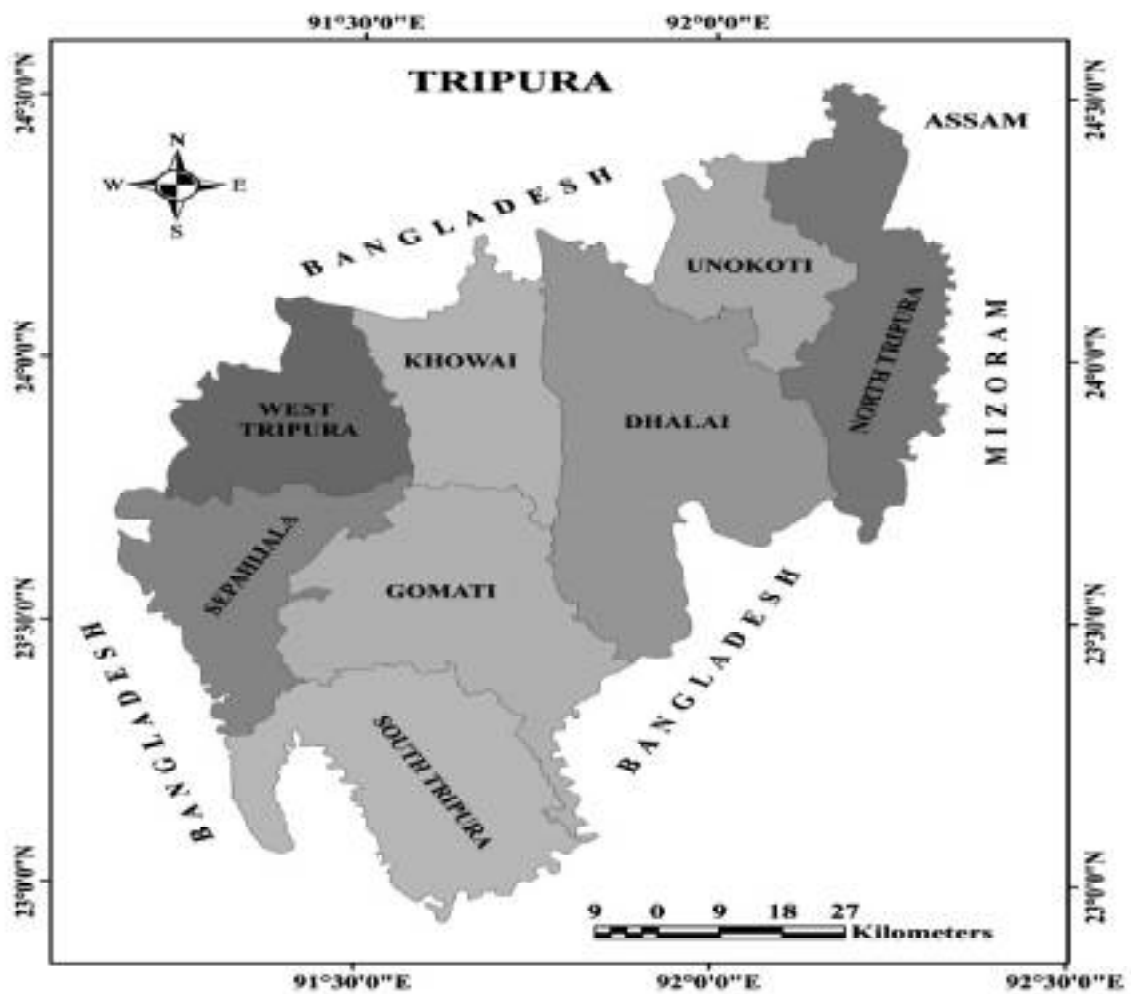 91°30'0"E
92°0'0"E
TRIPURA
24°30'0"N
24°30'0"N
ASSAM
N
W
E
S
BANGLADESH
UNOKOTI
KHOWAI
24°0'0"N
24°0'0"N
NORTH TRIPURA
MIZORAM
WEST
TRIPURA
DHALAI
SEPAHIJALA
GOMATI
23°30'0"N
23°30'0"N
BANGLADESH
BANGLADESH
SOUTH TRIPURA
23°0'0"N
23°0'0"N
9 0 9 18 27
Kilometers
91°30'0"E
92°0'0"E
92°30'0"E